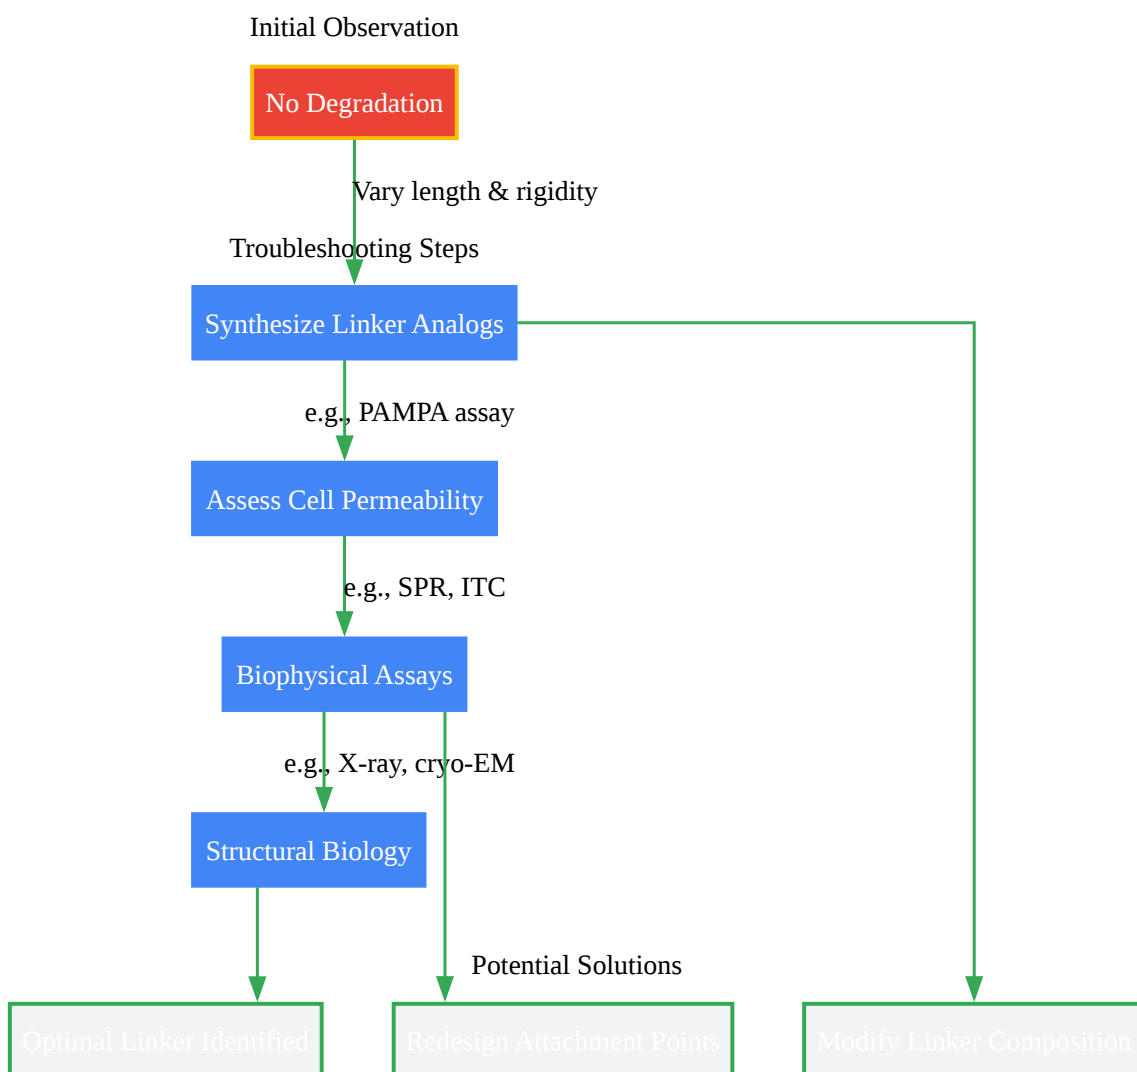 Initial Observation
No Degradation
Vary length & rigidity
Troubleshooting Steps
Synthesize Linker Analogs
e.g., PAMPA assay
Assess Cell Permeability
e.g., SPR, ITC
Biophysical Assays
e.g., X-ray, cryo-EM
Structural Biology
Potential Solutions
Optimal Linker Identified
Redesign Attachment Points
Modify Linker Composition